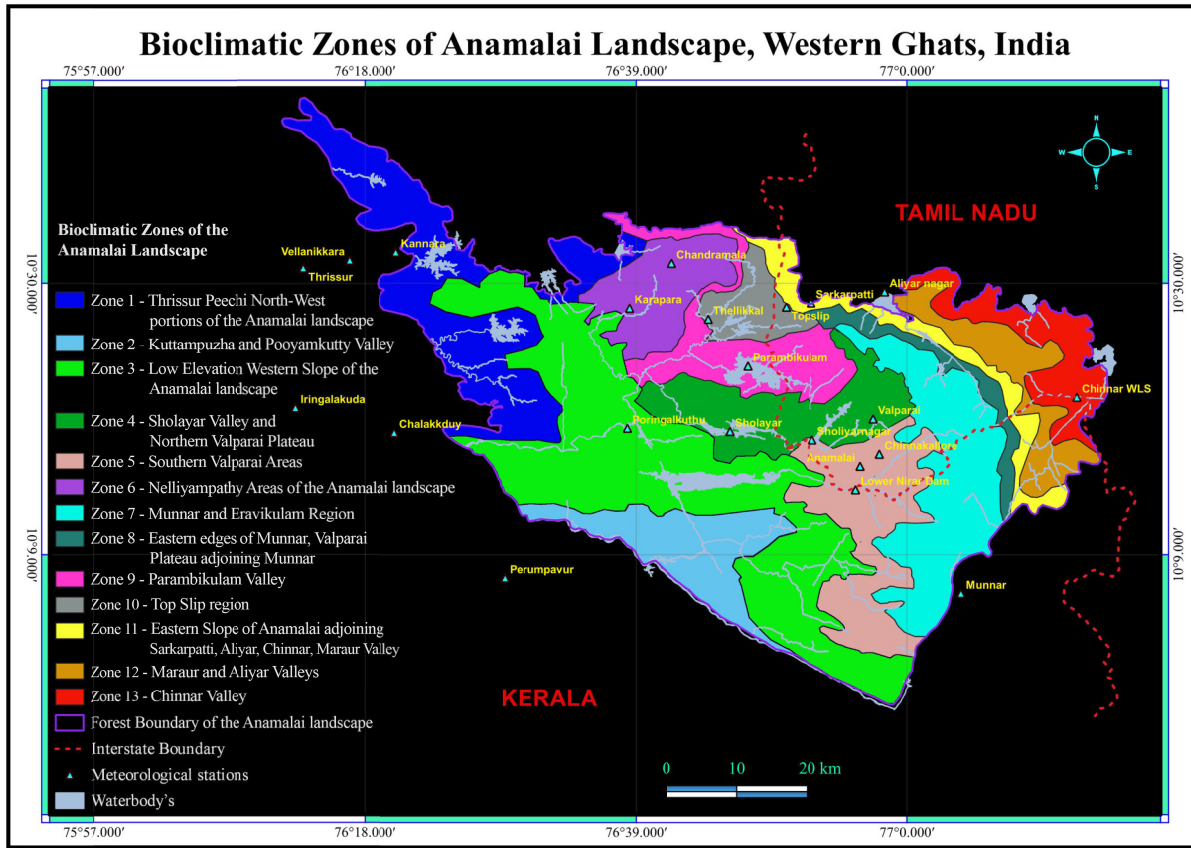 Bioclimatic Zones of Anamalai Landscape, Western Ghats, India
75°57.000′
76°18.000′
76°39.000′
77°0.000′
N
W
E
S
TAMIL NADU
Bioclimatic Zones of the
Anamalai Landscape
Vellanikkara
Kannara
Thrissur
Chandramala
Karapara
Thellikkal
Topslip
Sarkarpatti
Aliyar nagar
10°3.000′
10°30.000′
Zone 1 - Thrissur Peechi North-West
portions of the Anamalai landscape
Zone 2 - Kuttampuzha and Pooyamkutty Valley
Zone 3 - Low Elevation Western Slope of the
Anamalai landscape
Parambikulam
Chinnar WLS
Iringalakuda
Chalakkduy
Poringalkuthu
Sholayar
Valparai
Sholiyarnagar
Chinnakallore
Anamalai
Lower Nirar Dam
Zone 4 - Sholayar Valley and
Northern Valparai Plateau
Zone 5 - Southern Valparai Areas
Zone 6 - Nelliyampathy Areas of the Anamalai landscape
Zone 7 - Munnar and Eravikulam Region
Zone 8 - Eastern edges of Munnar, Valparai
Plateau adjoining Munnar
10°9.000′
10°9.000′
Perumpavur
Munnar
Zone 9 - Parambikulam Valley
Zone 10 - Top Slip region
Zone 11 - Eastern Slope of Anamalai adjoining
Sarkarpatti, Aliyar, Chinnar, Maraur Valley
Zone 12 - Maraur and Aliyar Valleys
Zone 13 - Chinnar Valley
KERALA
Forest Boundary of the Anamalai landscape
Interstate Boundary
Meteorological stations
Waterbody's
0 10 20 km
75°57.000′
76°18.000′
76°39.000′
77°0.000′